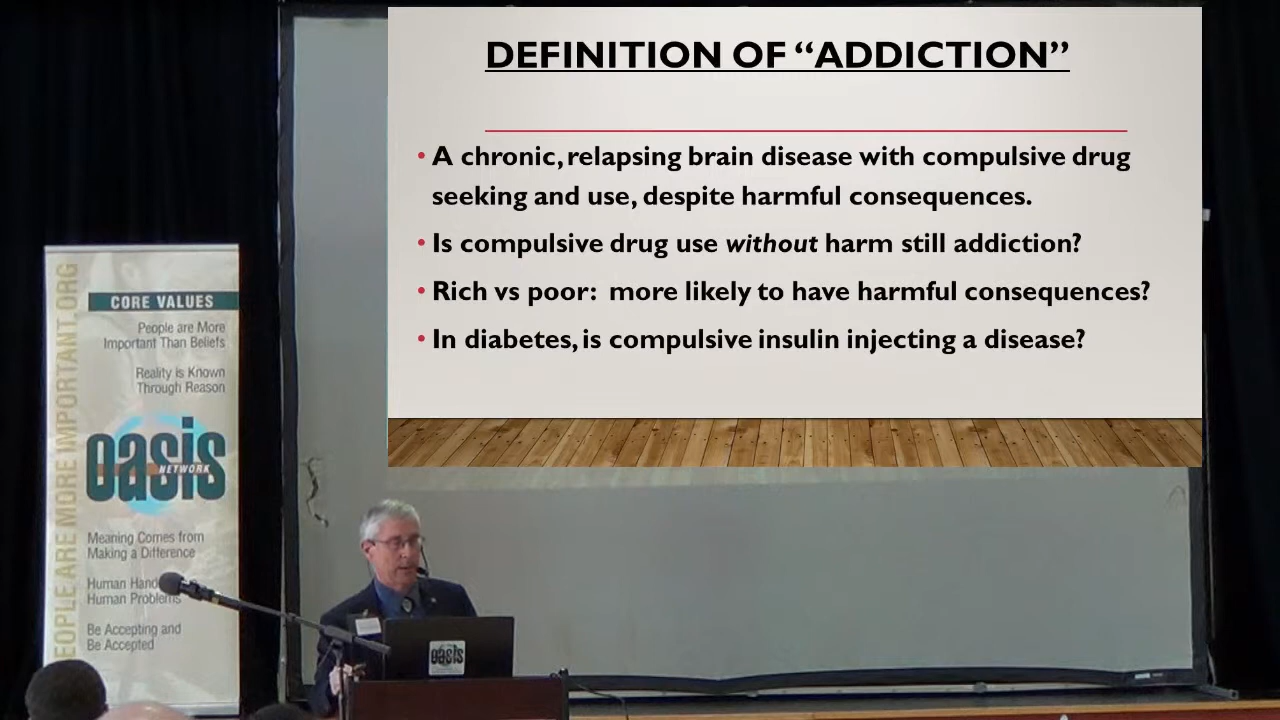 DEFINITION OF “ADDICTION”
• A chronic, relapsing brain disease with compulsive drug
seeking and use, despite harmful consequences.
• Is compulsive drug use without harm still addiction?
• Rich vs poor: more likely to have harmful consequences?
• In diabetes, is compulsive insulin injecting a disease?
EOPLE ARE MORE IMPORTANT.ORG
CORE VALUES
People are More
Important Than Beliefs
Reality is Known
Through Reason
oasis
NETWORK
Meaning Comes from
Making a Difference
Human Hand
Human Problems
Be Accepting and
Be Accepted
oasis